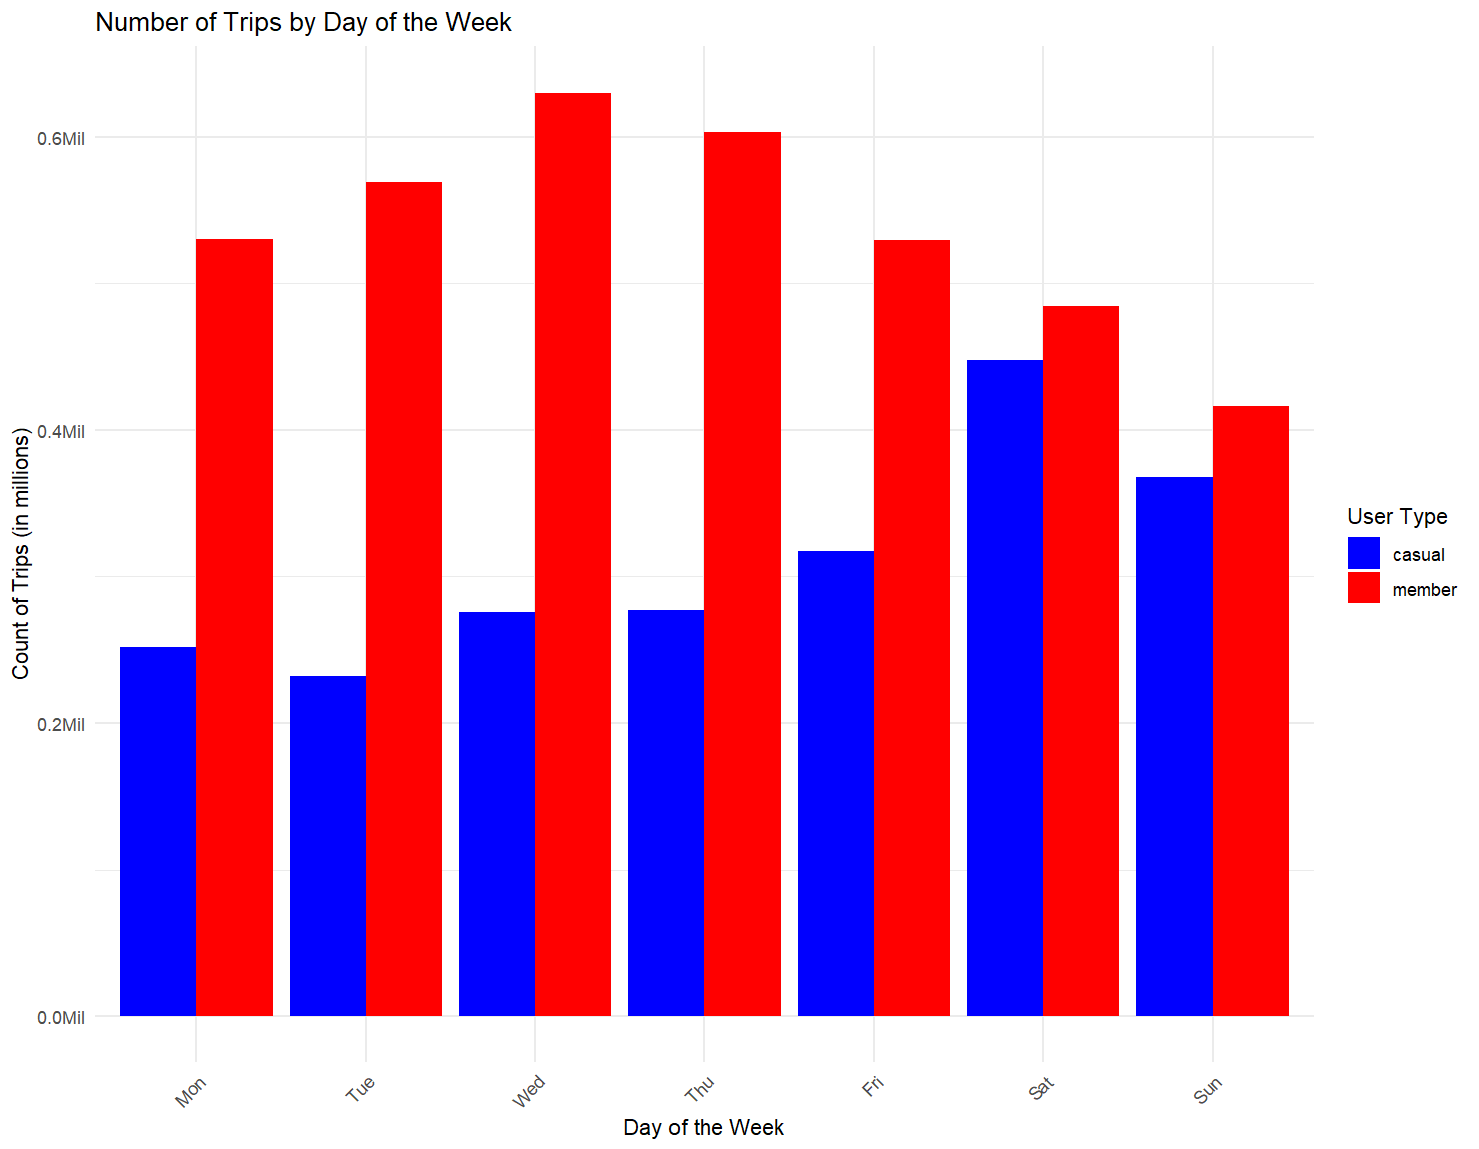 Number of Trips by Day of the Week
Count of Trips (in millions)
0.6Mil
0.4Mil
0.2Mil
0.0Mil
Mon
Tue
Wed
Thu
Fri
Sat
Sun
Day of the Week
User Type
casual
member